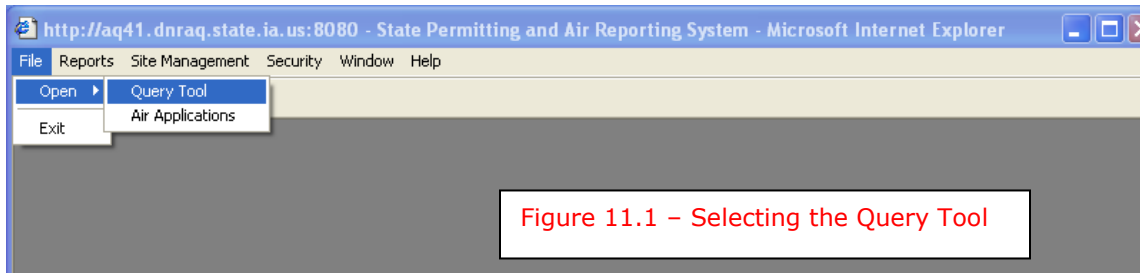 http://aq41.dnraq.state.ia.us:8080 - State Permitting and Air Reporting System - Microsoft Internet Explorer
File Reports Site Management Security Window Help
Open Query Tool
Air Applications
Exit
Figure 11.1 – Selecting the Query Tool